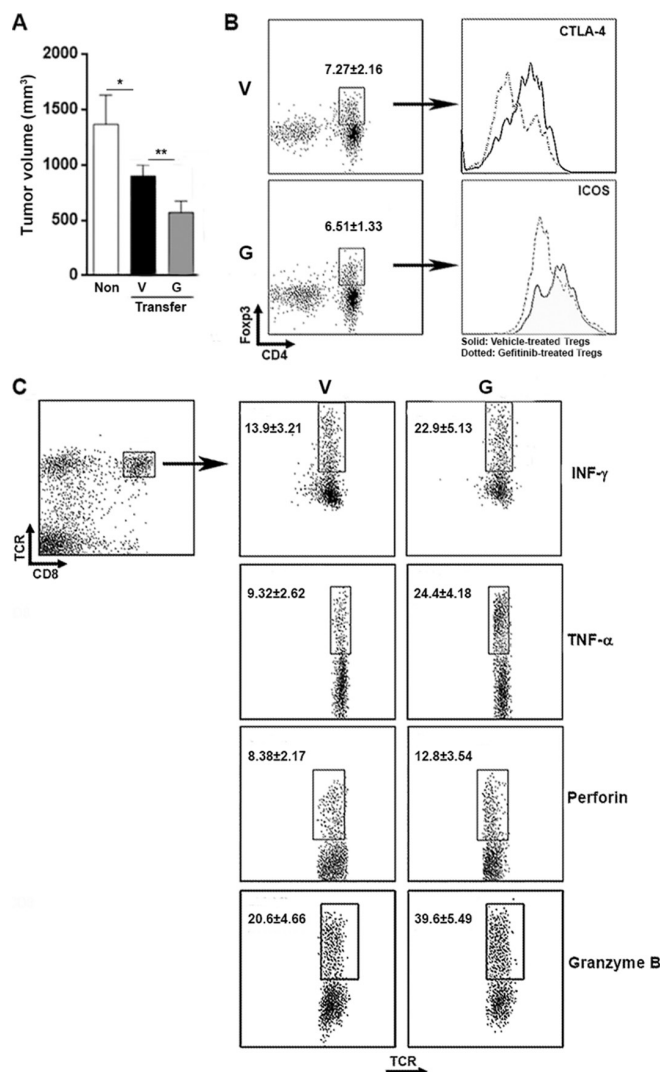 A
Tumor volume (mm³)
2000
1500
1000
500
0
*
**
Non V G
Transfer
B
V
7.27±2.16
CTLA-4
G
6.51±1.33
ICOS
Foxp3
CD4
Solid: Vehicle-treated Tregs
Dotted: Gefitinib-treated Tregs
C
V G
TCR
CD8
13.9±3.21 22.9±5.13 INF-γ
9.32±2.62 24.4±4.18 TNF-α
8.38±2.17 12.8±3.54 Perforin
20.6±4.66 39.6±5.49 Granzyme B
TCR